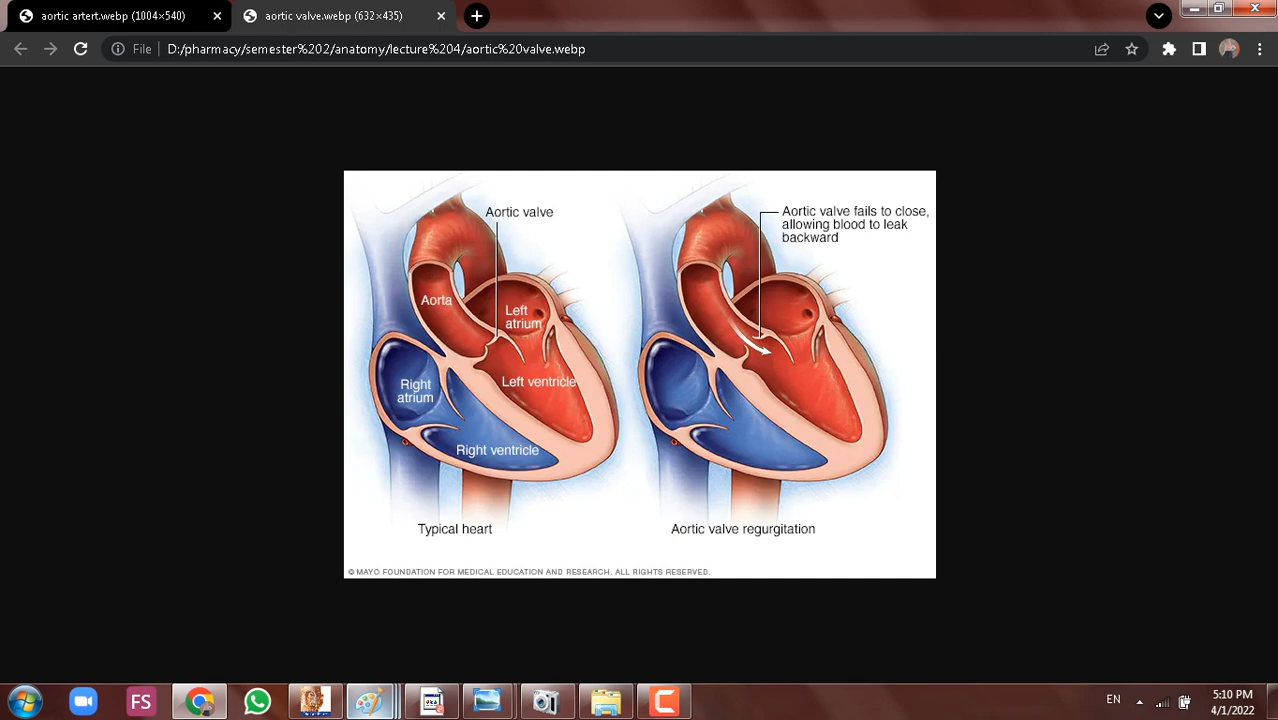 aortic artert.webp (1004×540)
aortic valve.webp (632×435)
File
D:/pharmacy/semester%202/anatomy/lecture%204/aortic%20valve.webp
Aortic valve
Aorta
Left
atrium
Left ventricle
Right
atrium
Right ventricle
Typical heart
Aortic valve fails to close,
allowing blood to leak
backward
Aortic valve regurgitation
© MAYO FOUNDATION FOR MEDICAL EDUCATION AND RESEARCH. ALL RIGHTS RESERVED.
FS
EN
5:10 PM
4/1/2022